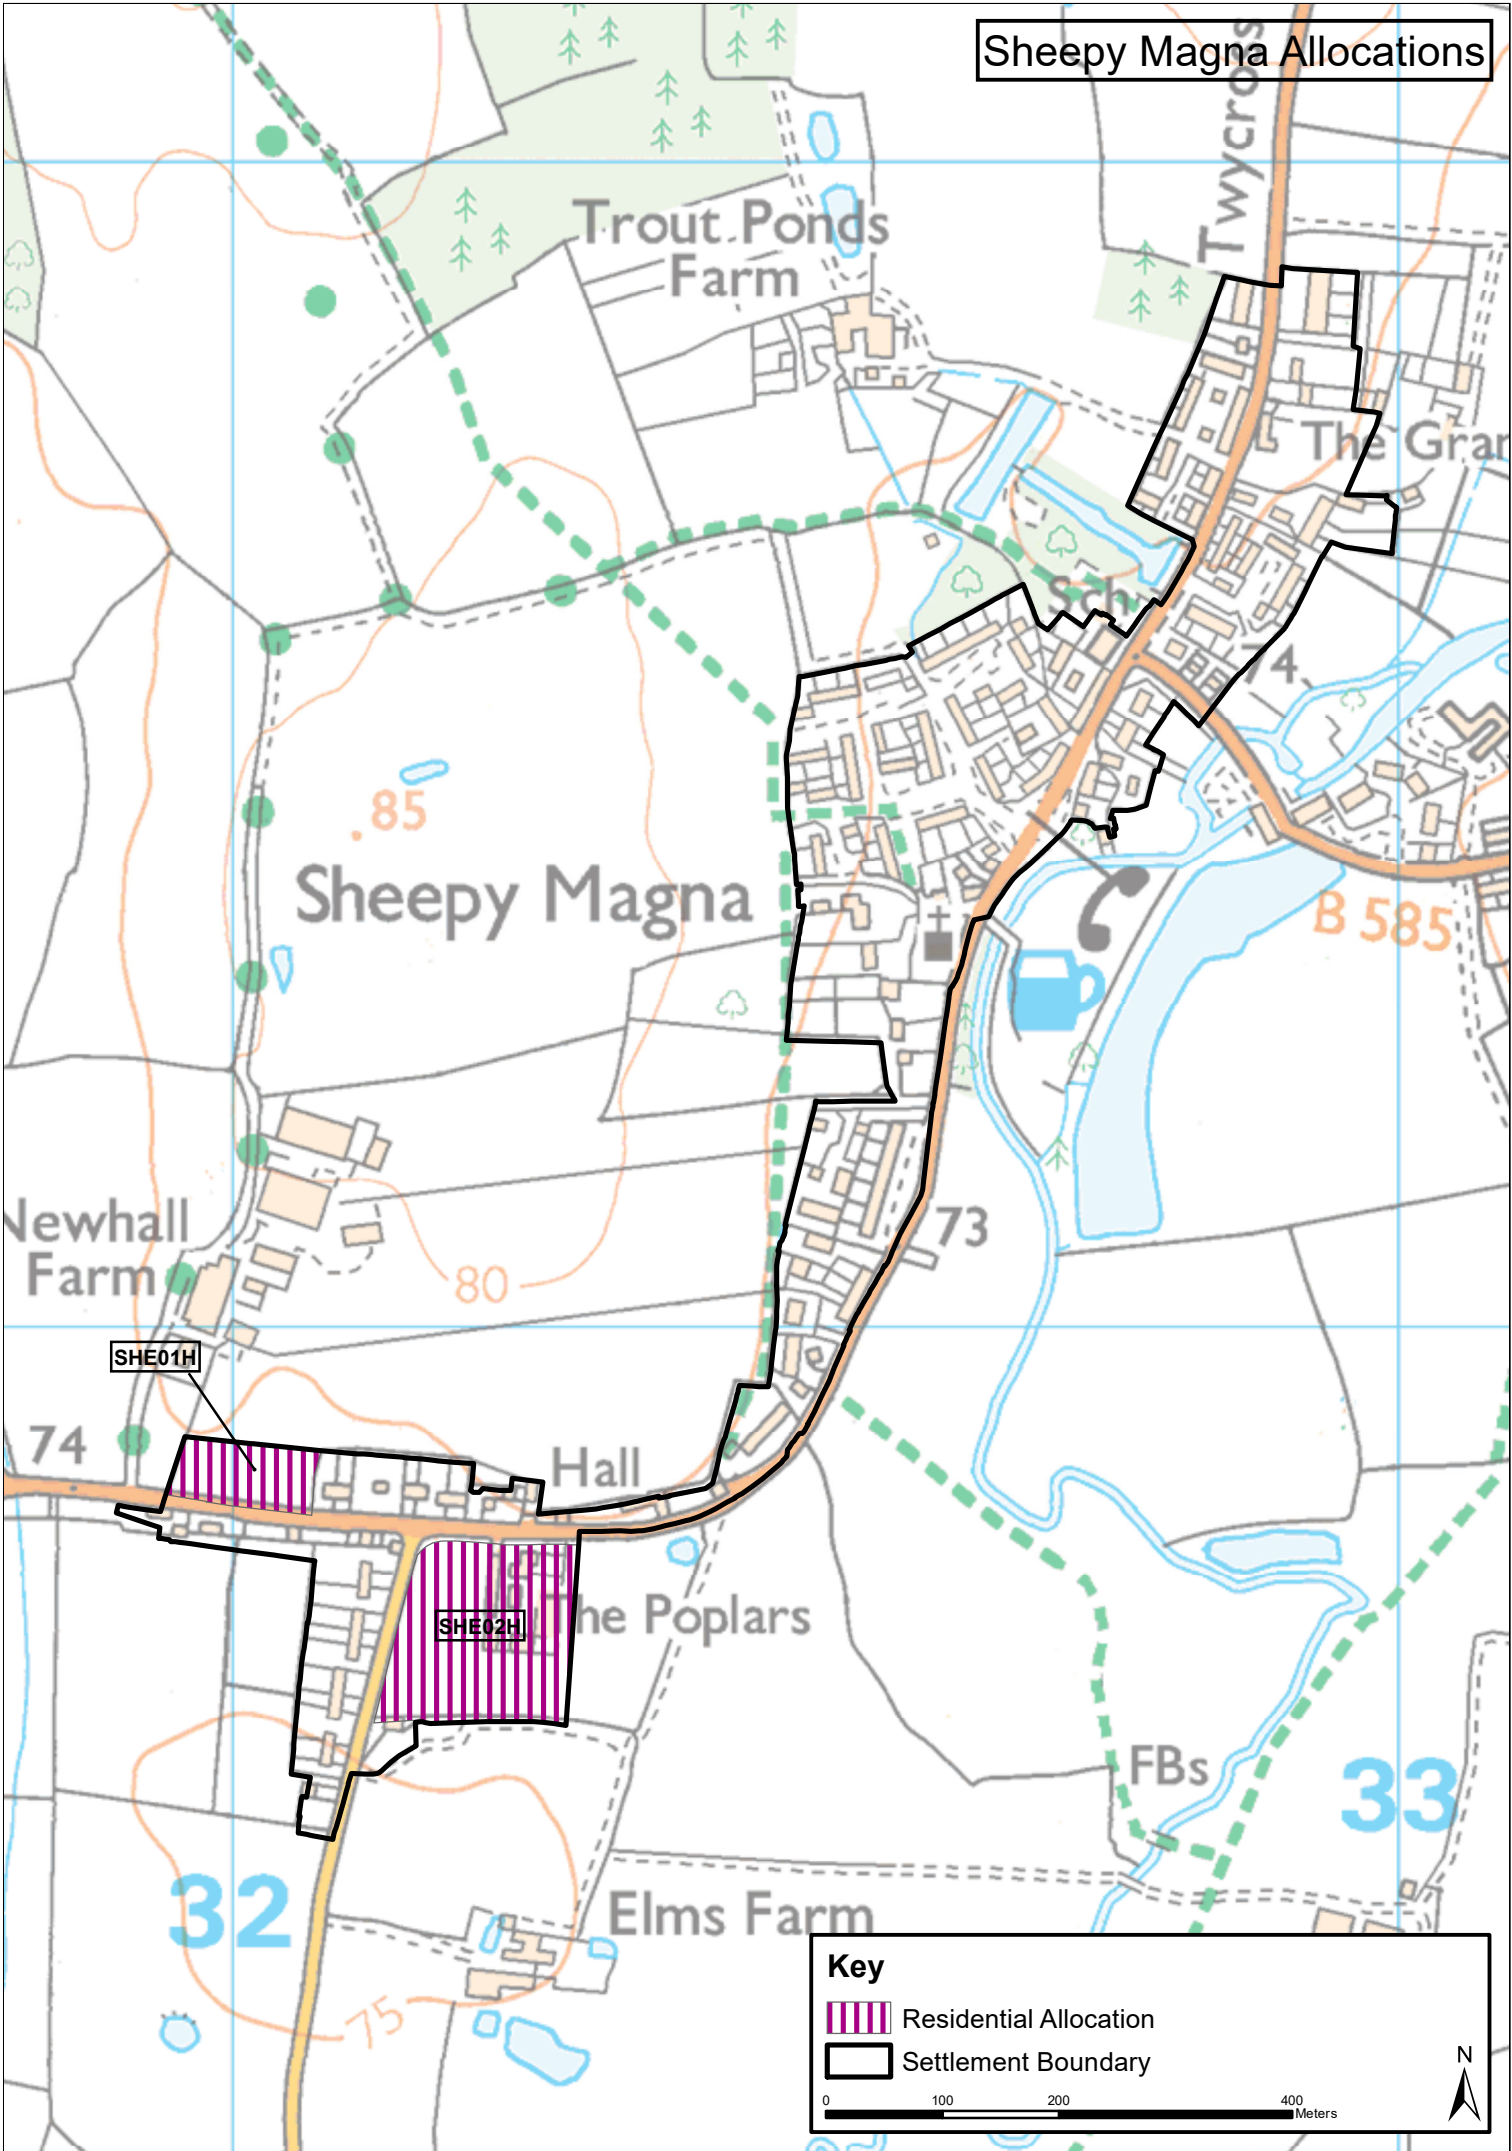 Sheepy Magna Allocations
Twycross
Trout Ponds
Farm
The Gran
Sch
74
85
Sheepy Magna
B 585
73
Newhall
Farm
80
SHE01H
74
Hall
SHE02H
The Poplars
FBs
33
32
Elms Farm
75
Key
Residential Allocation
Settlement Boundary
N
0 100 200 400
Meters